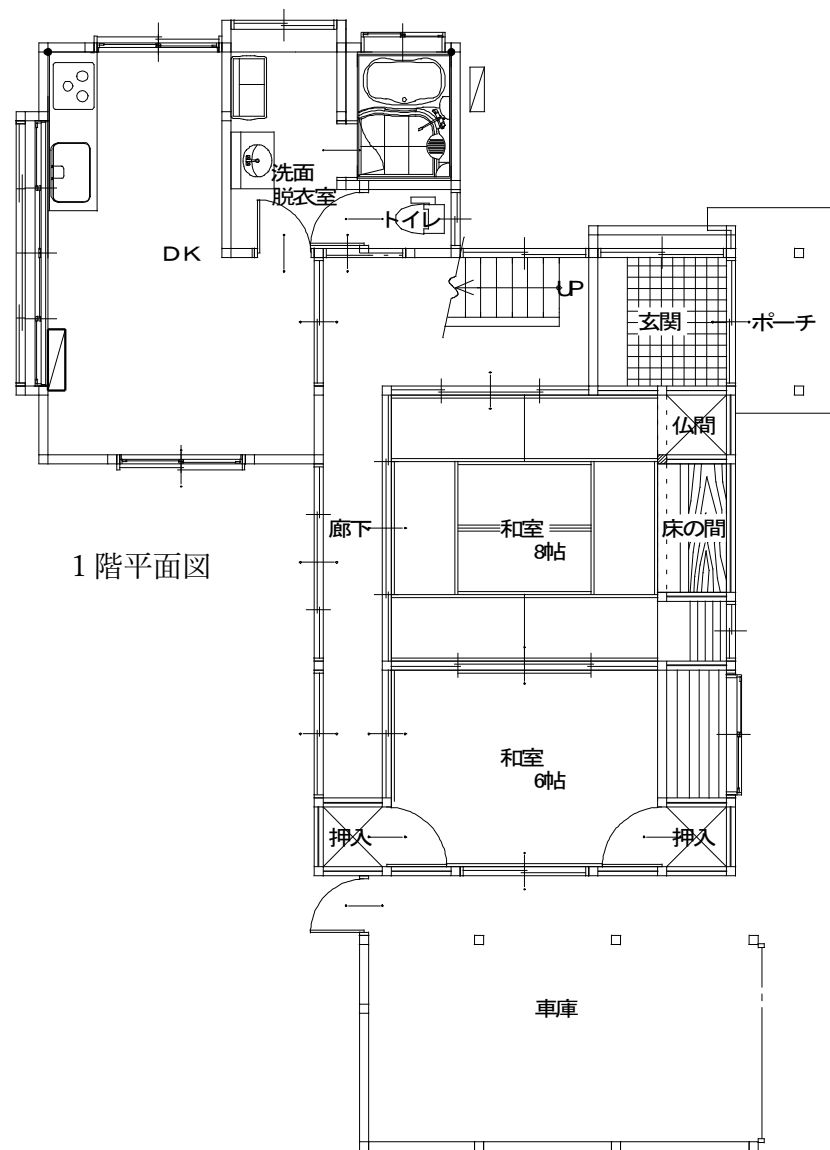 洗面
脱衣室
トイレ
DK
UP
玄関
ポーチ
仏間
廊下
和室
8帖
床の間
1階平面図
和室
6帖
押入
押入
車庫